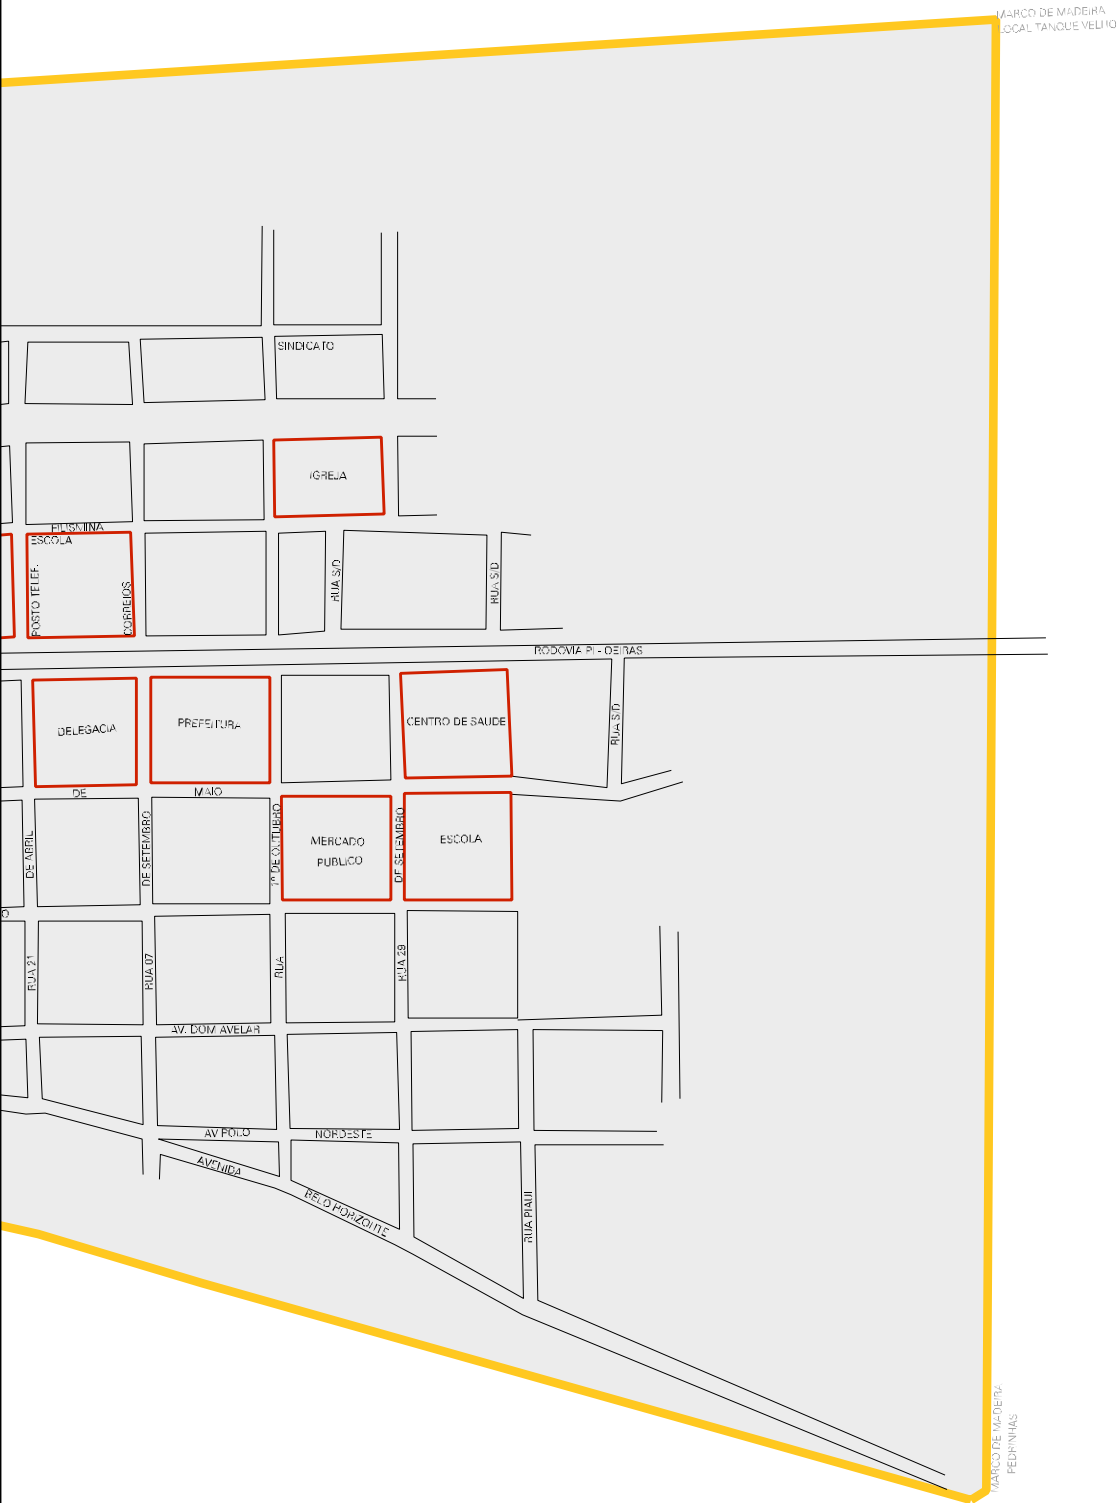 MARCO DE MADEIRA
LOCAL TANQUE VELHO
SINDICATO
IGREJA
FILISMINA
ESCOLA
POSTO TELEF.
CORREIOS
RUA S/D
RUA S/D
RODOVIA PI - OEIRAS
DELEGACIA
PREFEITURA
CENTRO DE SAUDE
RUA S/D
DE
MAIO
DE ABRIL
DE SETEMBRO
1º DE OUTUBRO
MERCADO
PUBLICO
DE SETEMBRO
ESCOLA
O
RUA 21
RUA 07
RUA
RUA 29
AV. DOM AVELAR
AV POLO
NORDESTE
AVENIDA
BELO HORIZONTE
RUA PIAUI
MARCO DE MADEIRA
PEDRINHAS